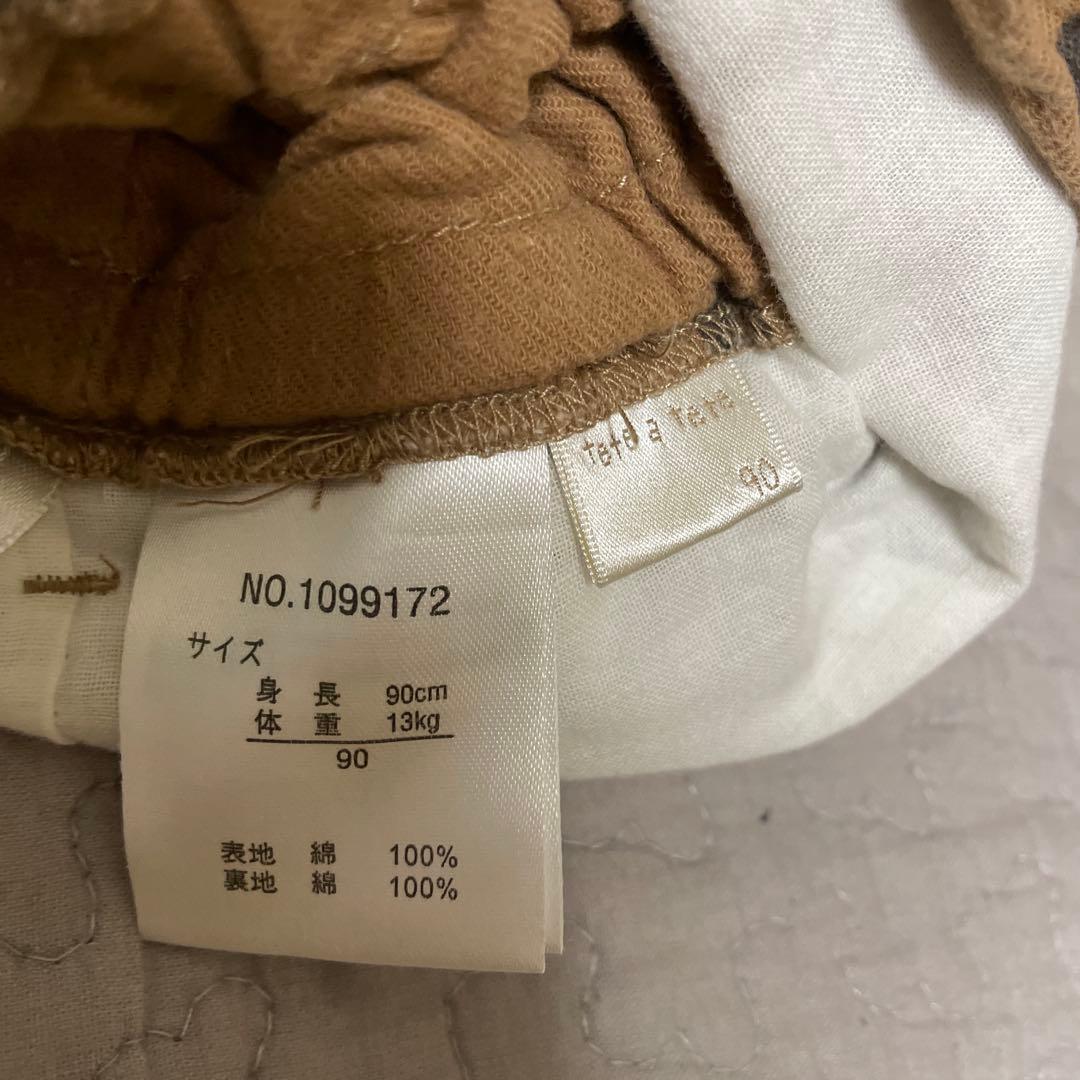 tete a tete
90
NO.1099172
サイズ
身 長 90cm
体 重 13kg
90
表地 綿 100%
裏地 綿 100%